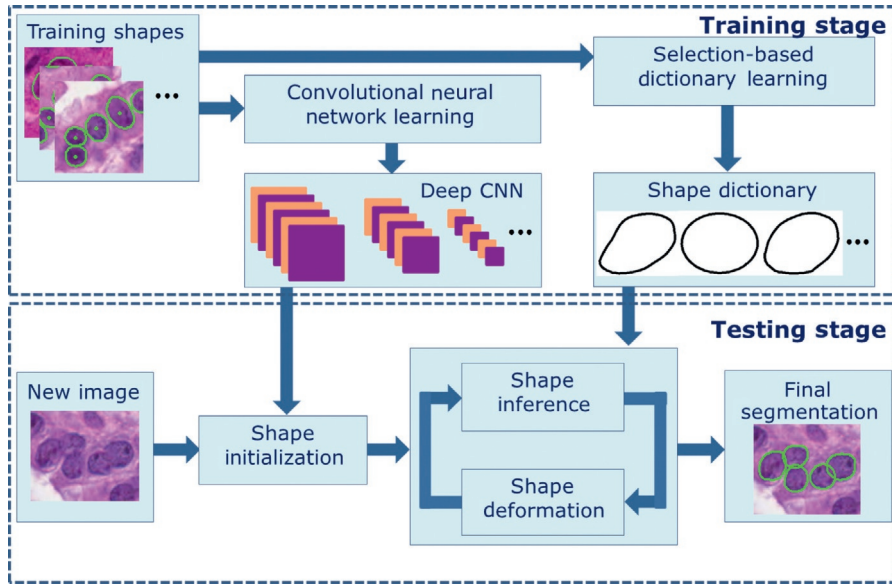 Training stage
Training shapes
...
Selection-based
dictionary learning
Convolutional neural
network learning
Deep CNN
...
Shape dictionary
...
Testing stage
New image
Shape
initialization
Shape
inference
Shape
deformation
Final
segmentation